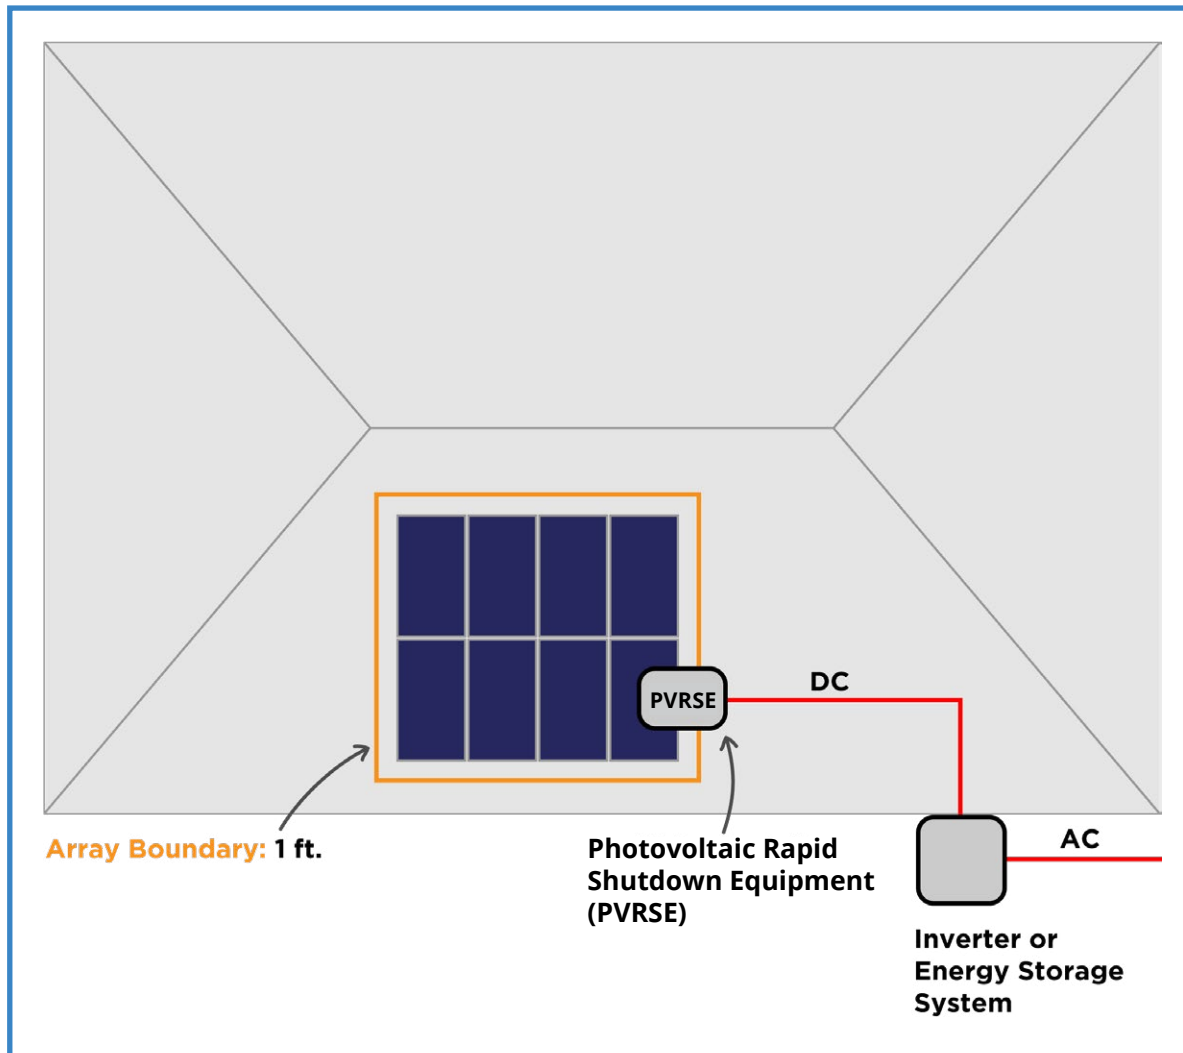 PVRSE
DC
Array Boundary: 1 ft.
Photovoltaic Rapid
Shutdown Equipment
(PVRSE)
AC
Inverter or
Energy Storage
System